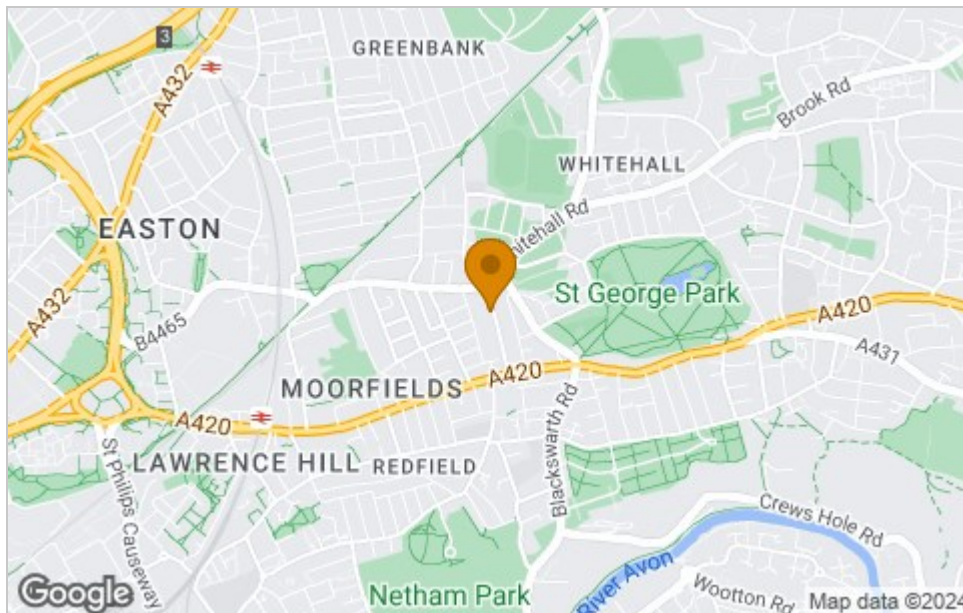 3
A432
GREENBANK
Brook Rd
WHITEHALL
EASTON
Whitehall Rd
St George Park
A432
B4465
A420
A431
MOORFIELDS
A420
A420
LAWRENCE HILL
REDFIELD
Blackswarth Rd
St Philips Causeway
Crews Hole Rd
Netham Park
River Avon
Wootton Rd
Google
Map data ©2024